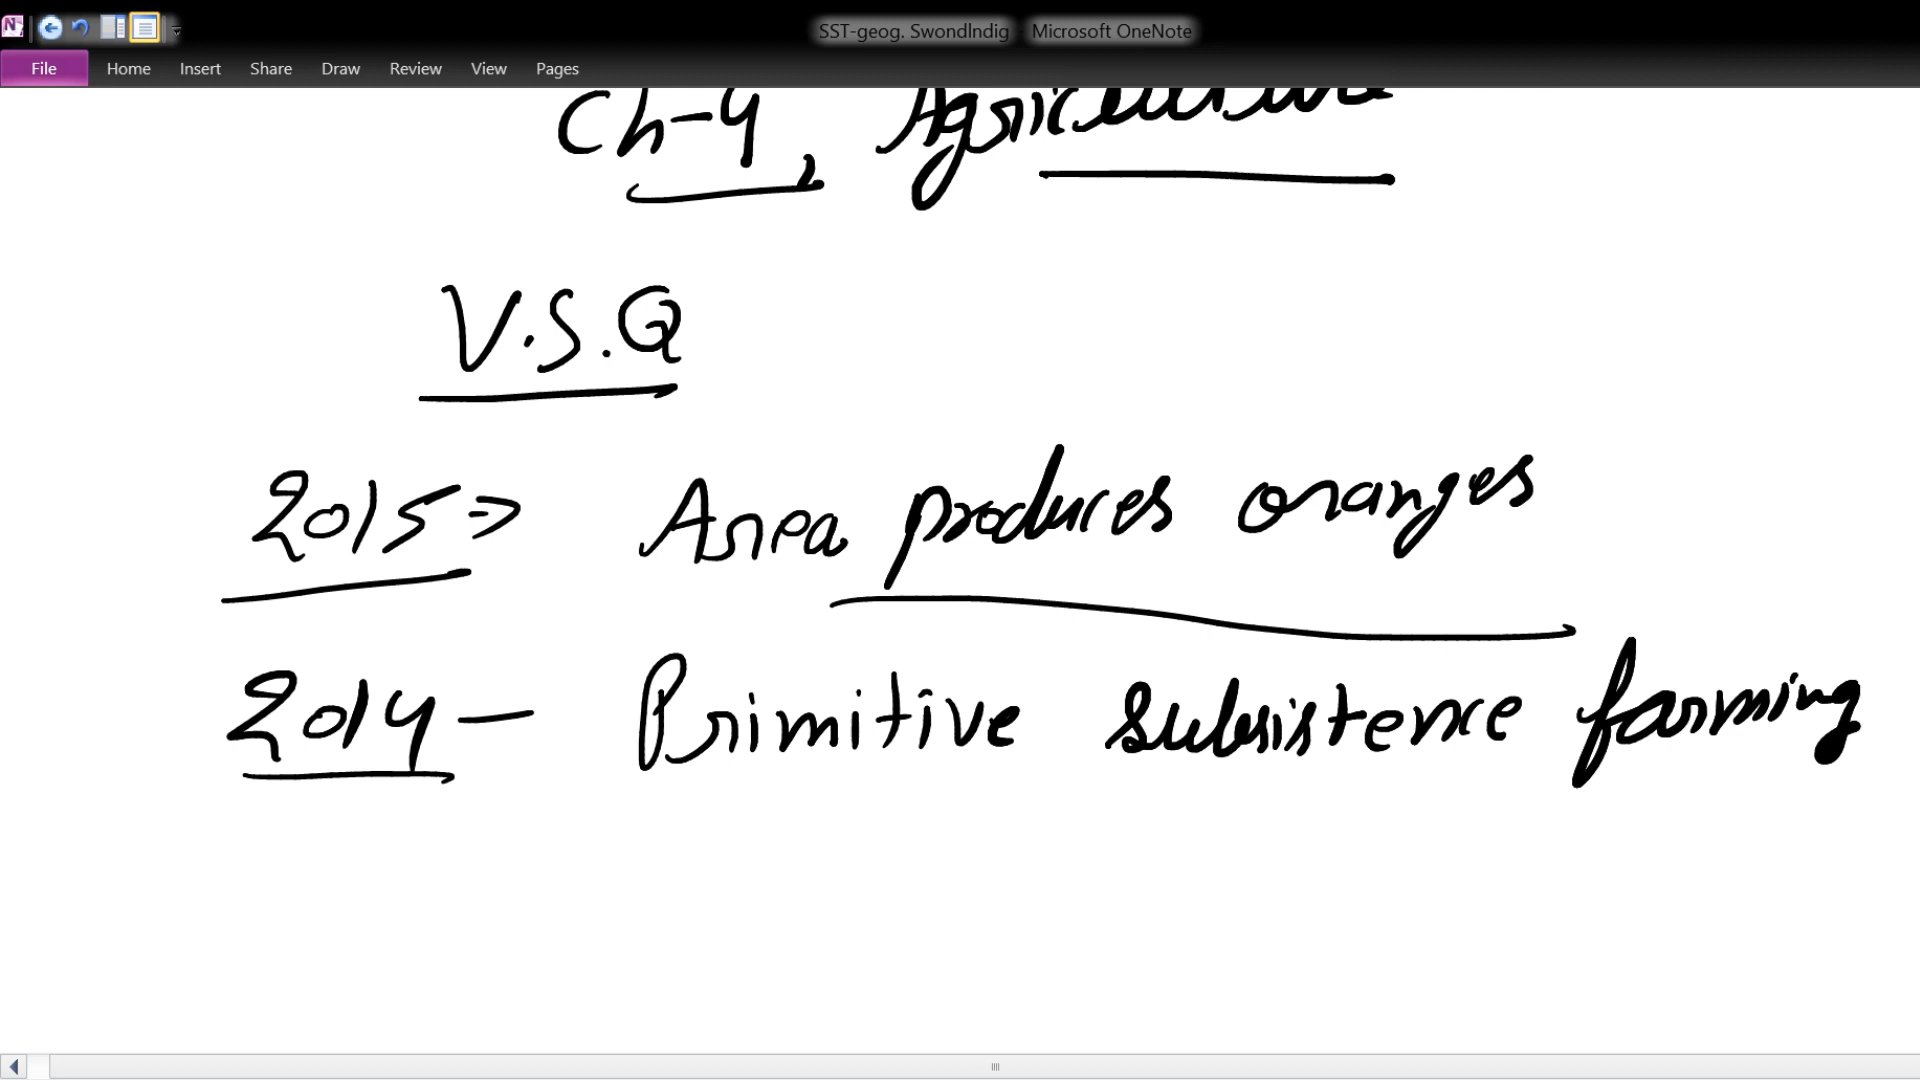 SST-geog. SwondIndig - Microsoft OneNote
File Home Insert Share Draw Review View Pages
Ch-4, Agriculture
V.S.Q
2015 => Area produces oranges
2014 — Primitive subsistence farming